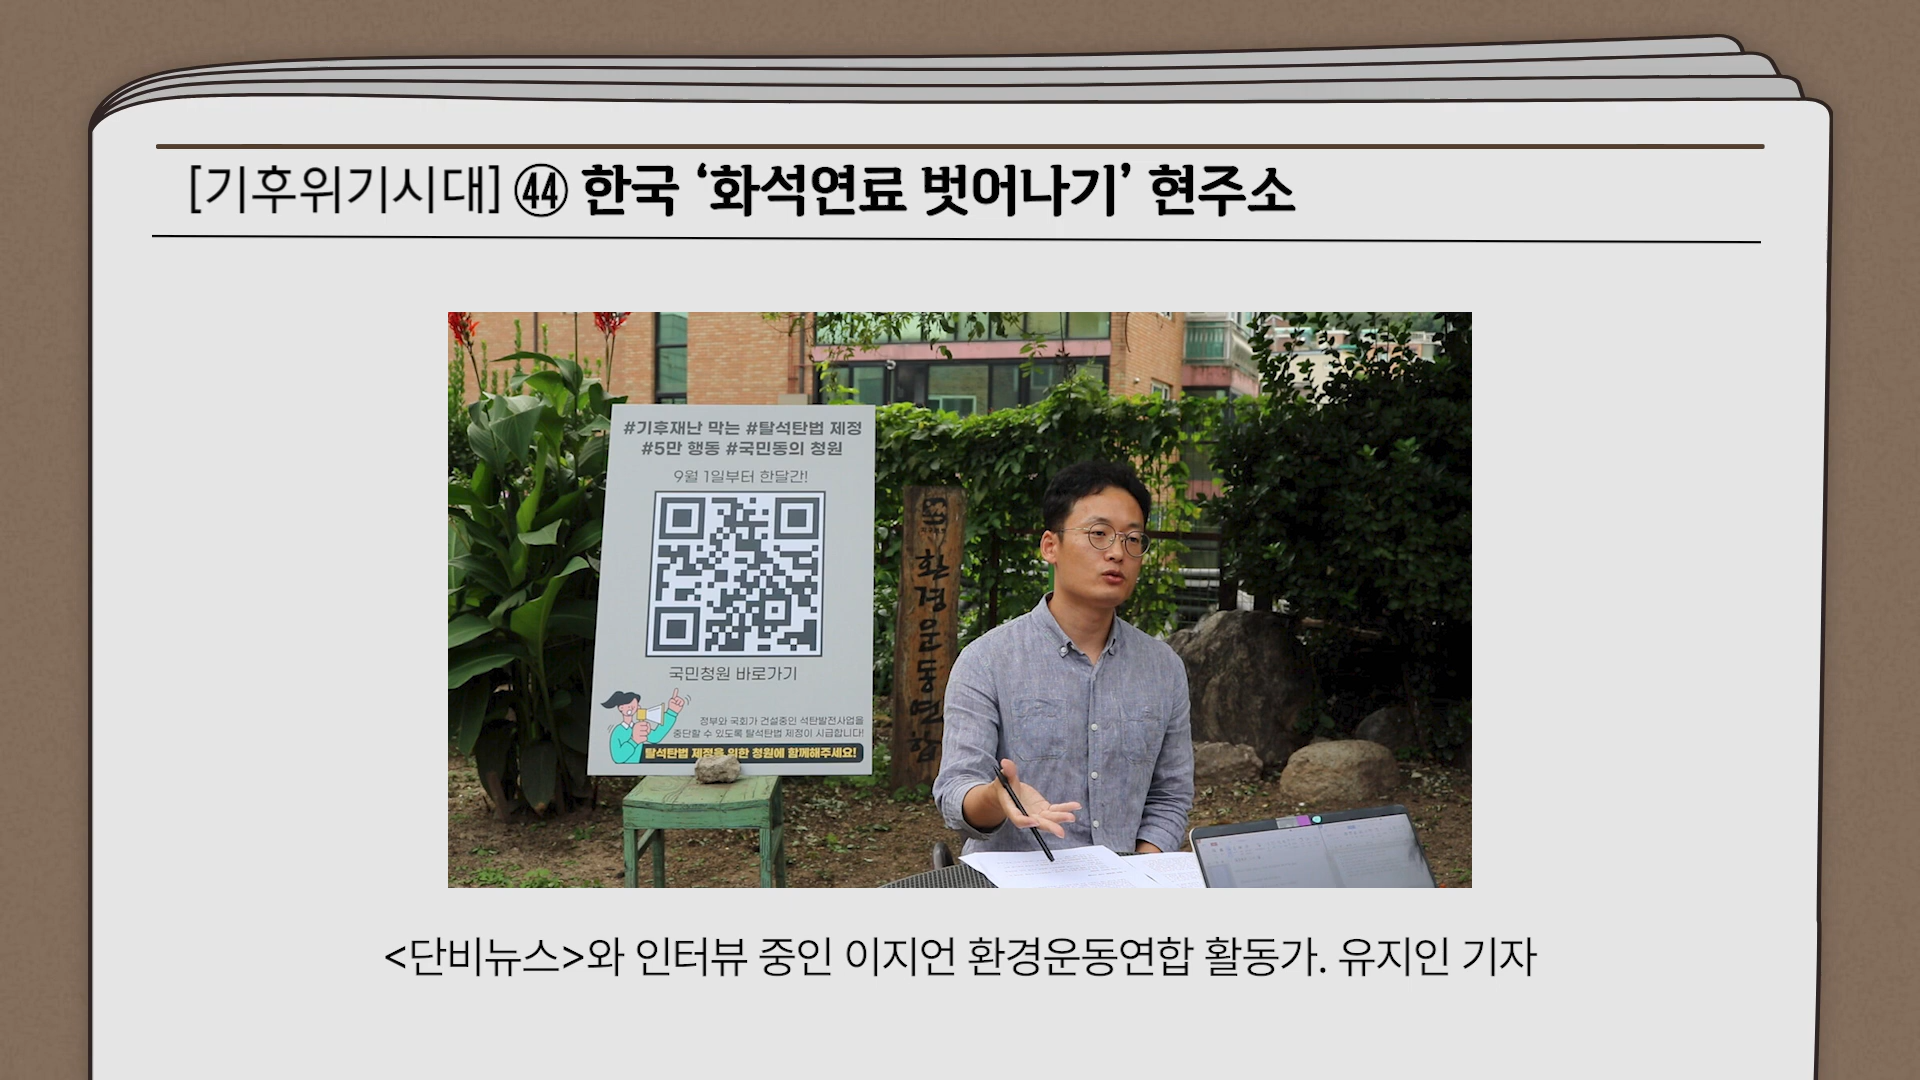 [기후위기시대] ㊹ 한국 ‘화석연료 벗어나기’ 현주소
#기후재난 막는 #탈석탄법 제정
#5만 행동 #국민동의 청원
9월 1일부터 한달간!
국민청원 바로가기
정부와 국회가 건설중인 석탄발전사업을
중단할 수 있도록 탈석탄법 제정이 시급합니다!
탈석탄법 제정을 위한 청원에 함께해주세요!
환경운동연합
<단비뉴스>와 인터뷰 중인 이지언 환경운동연합 활동가. 유지인 기자